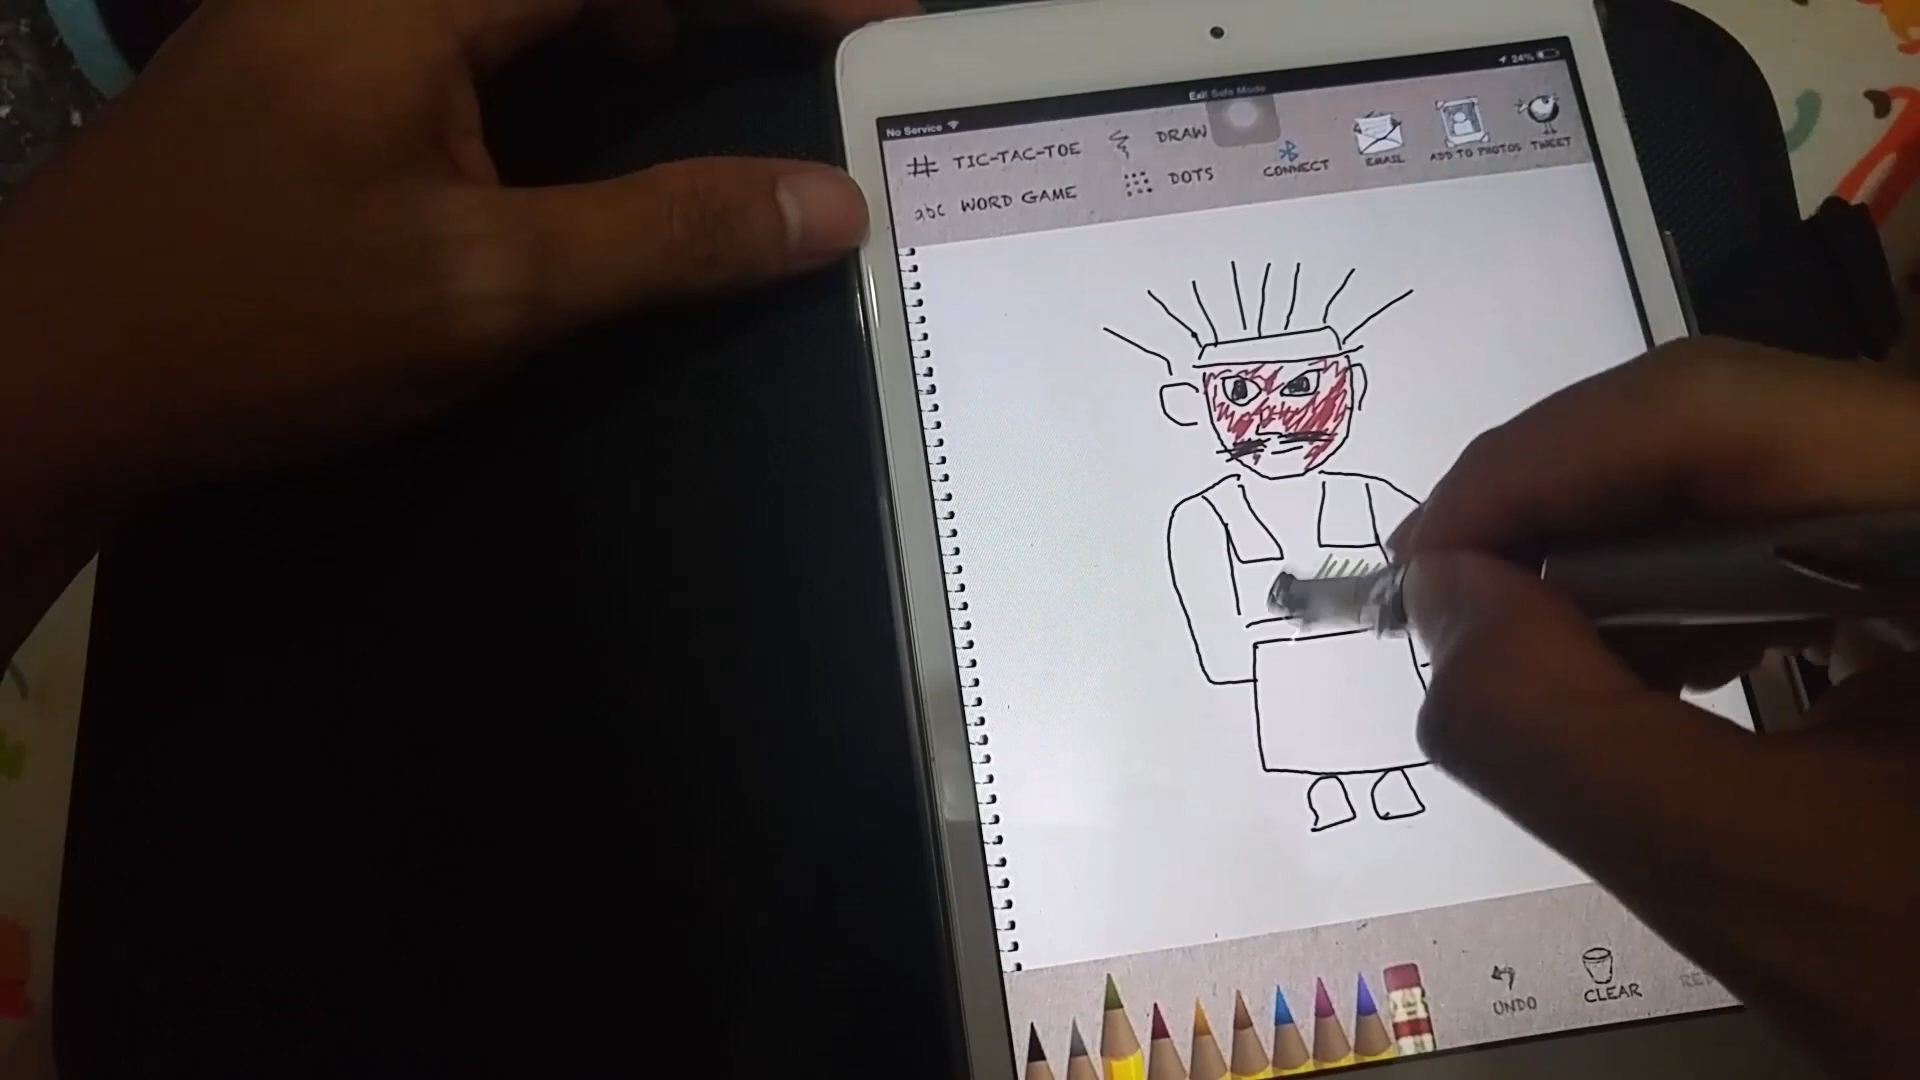 No Service
Exit Safe Mode
24%
# TIC-TAC-TOE
DRAW
abc WORD GAME
DOTS
CONNECT
EMAIL
ADD TO PHOTOS
TWEET
UNDO
CLEAR